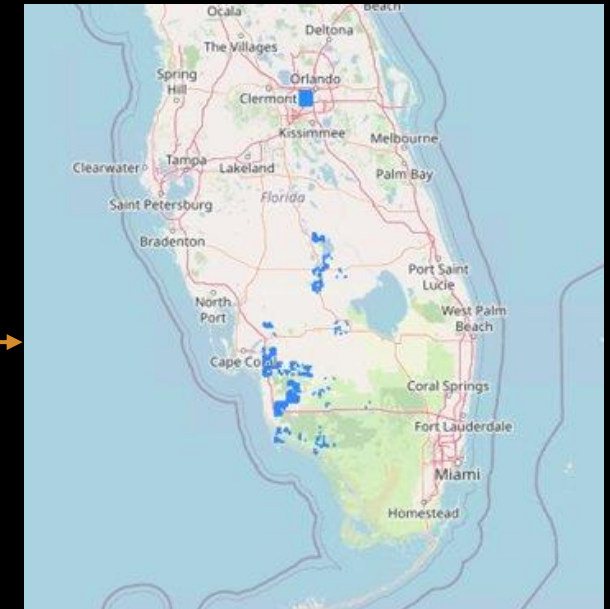 Ocala
Beach
Deltona
The Villages
Spring
Hill
Orlando
Clermont
Kissimmee
Melbourne
Clearwater
Tampa
Lakeland
Palm Bay
Florida
Saint Petersburg
Bradenton
Port Saint
Lucie
North
Port
West Palm
Beach
Cape Coral
Coral Springs
Fort Lauderdale
Miami
Homestead